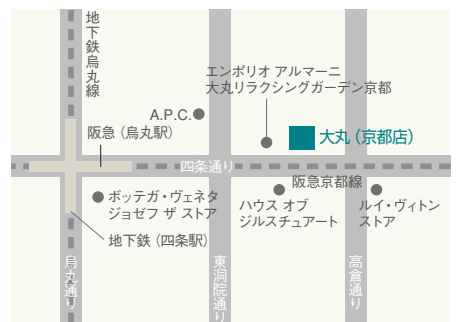 地下鉄烏丸線
エンポリオ アルマーニ
大丸リラクシングガーデン京都
A.P.C.
阪急（烏丸駅）
大丸（京都店）
四条通り
阪急京都線
ボッテガ・ヴェネタ
ジョゼフ ザ ストア
ハウス オブ
ジルスチュアート
ルイ・ヴィトン
ストア
地下鉄（四条駅）
烏丸通り
東洞院通り
高倉通り